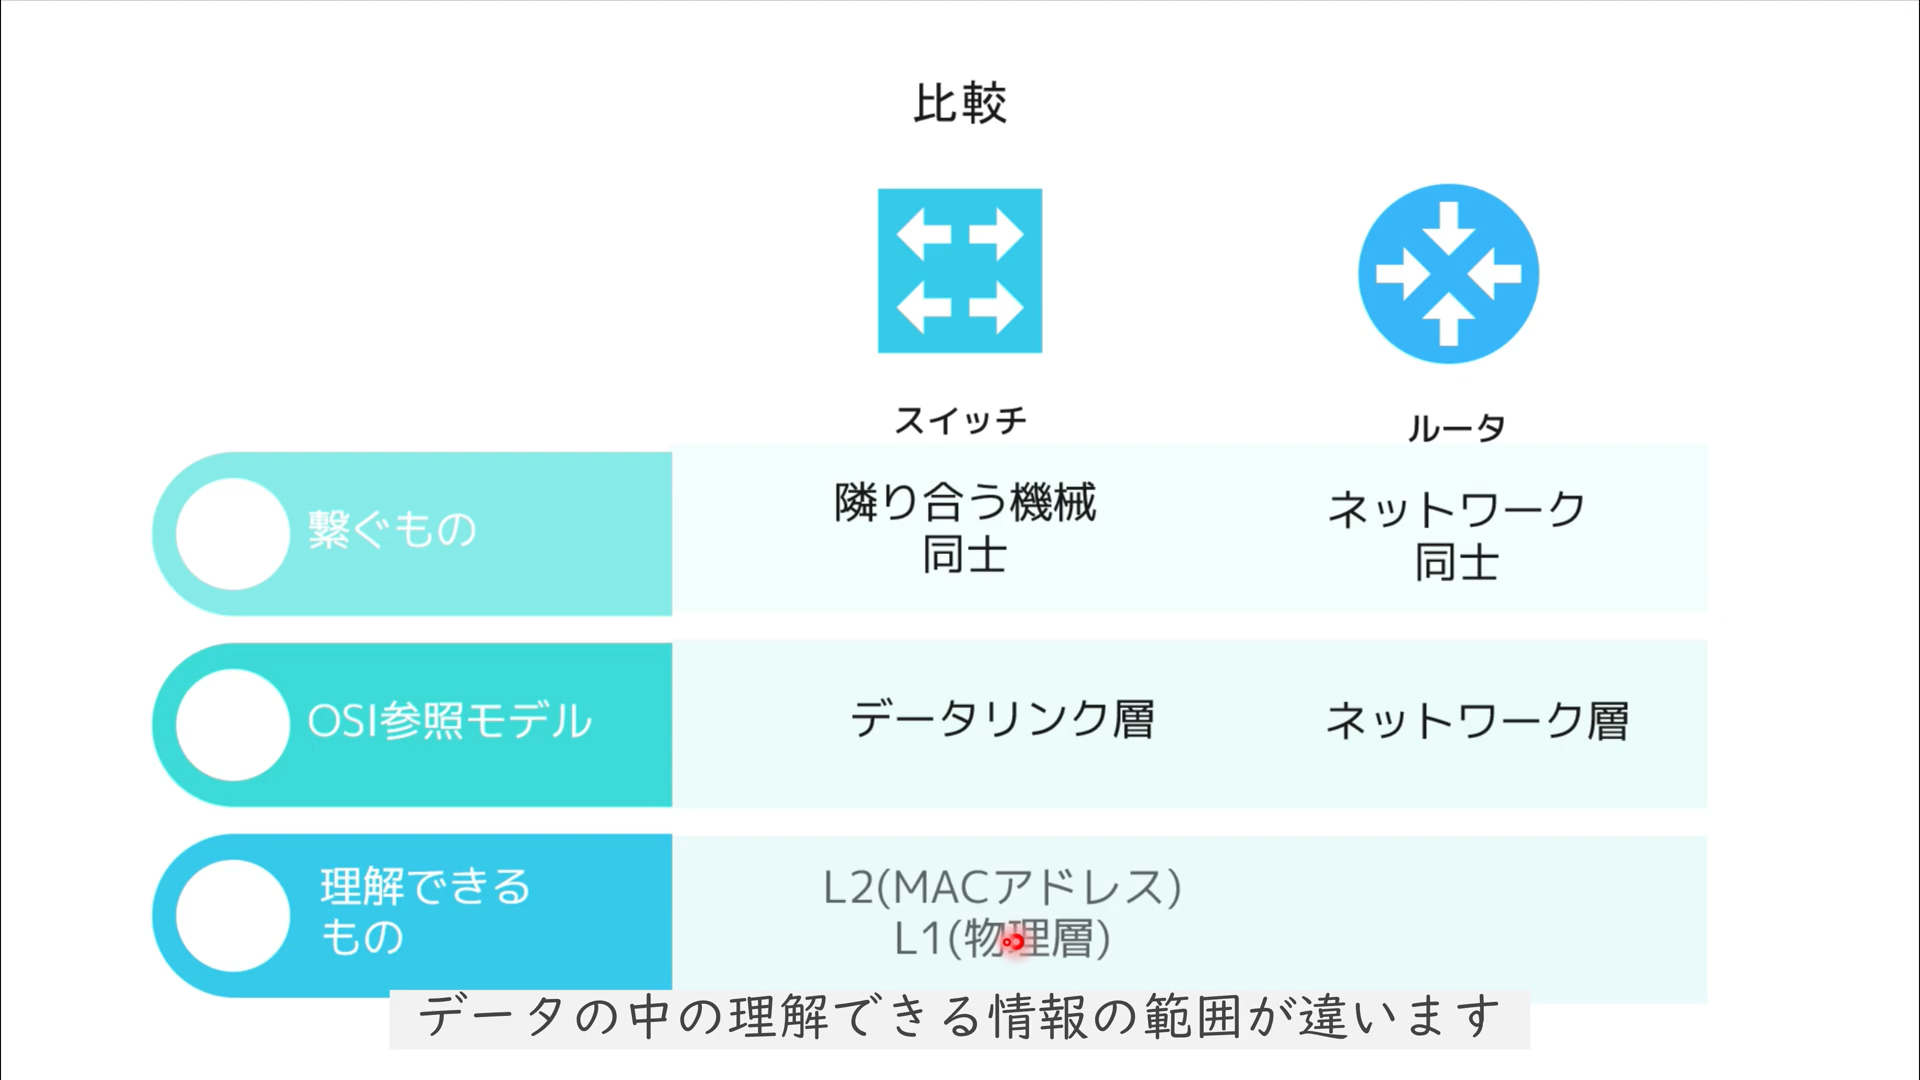 比較
スイッチ
ルータ
繋ぐもの
隣り合う機械
同士
ネットワーク
同士
OSI参照モデル
データリンク層
ネットワーク層
理解できる
もの
L2(MACアドレス)
L1(物理層)
データの中の理解できる情報の範囲が違います